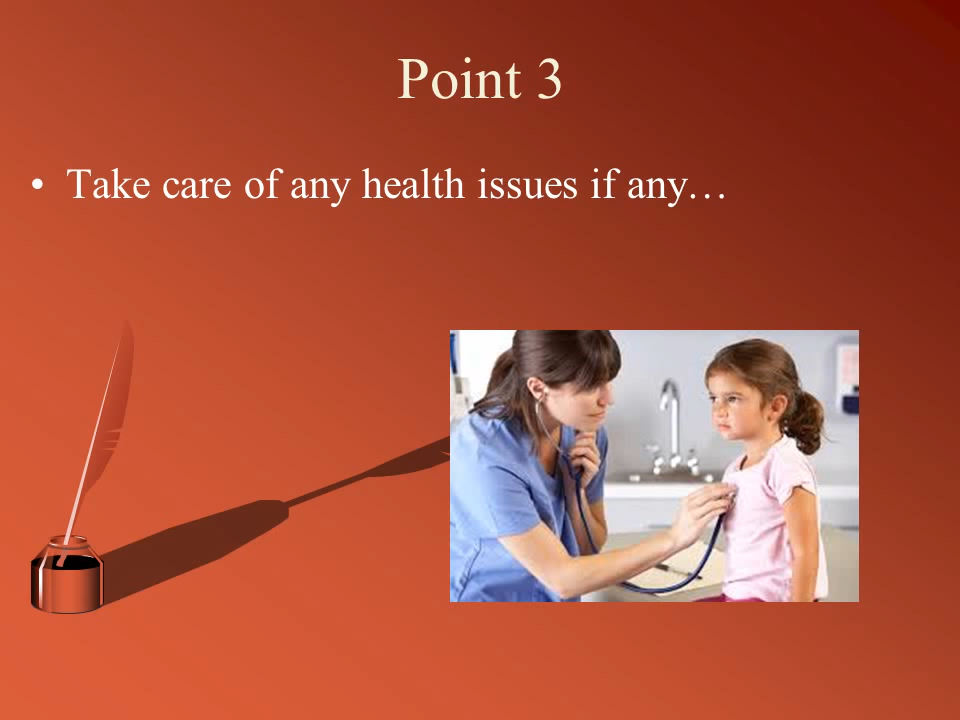 Point 3
• Take care of any health issues if any…